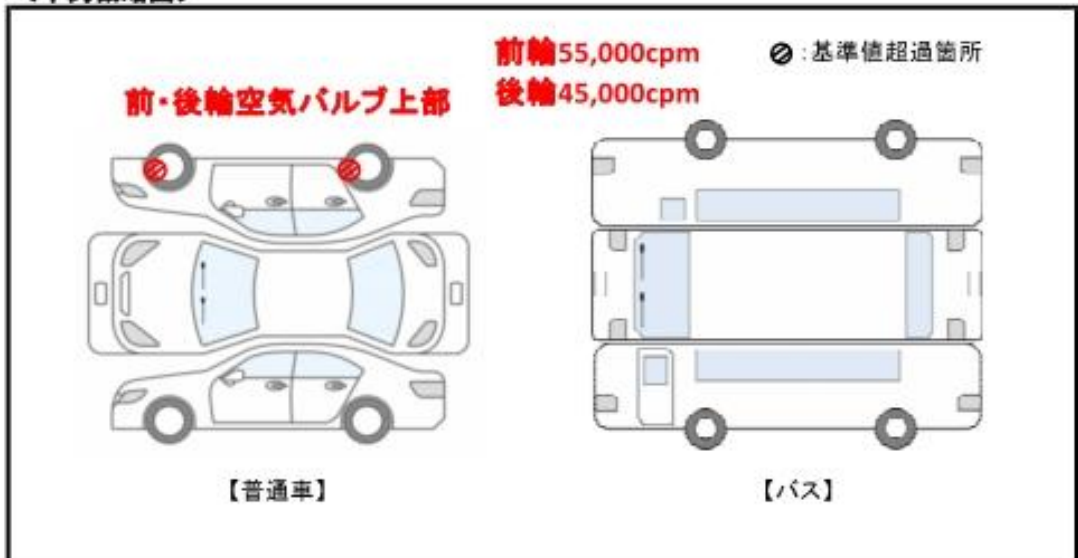 前輪55,000cpm
後輪45,000cpm
⊘:基準値超過箇所
前・後輪空気バルブ上部
【普通車】
【バス】